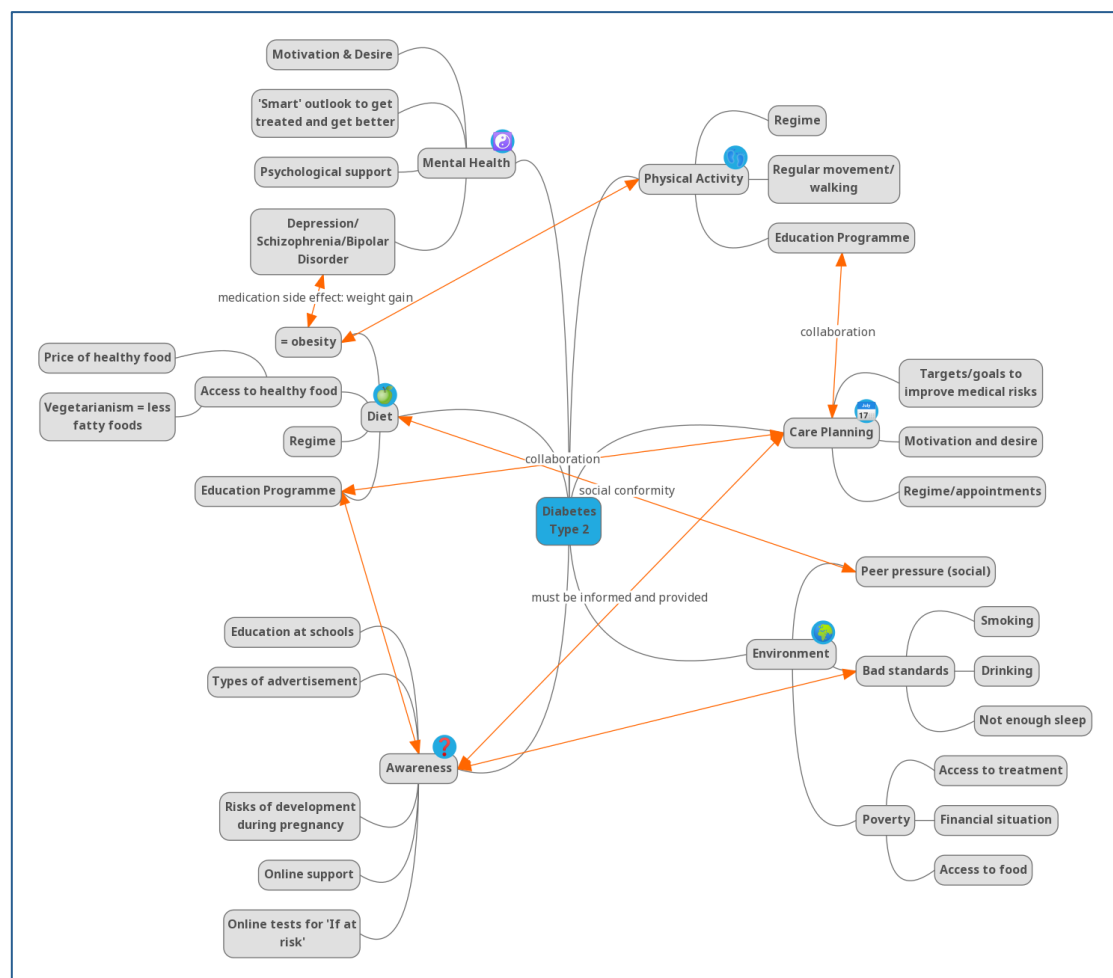 Motivation & Desire
'Smart' outlook to get
treated and get better
Psychological support
Depression/
Schizophrenia/Bipolar
Disorder
Mental Health
medication side effect: weight gain
= obesity
Price of healthy food
Access to healthy food
Vegetarianism = less
fatty foods
Diet
Regime
Education Programme
Physical Activity
Regime
Regular movement/
walking
Education Programme
collaboration
Targets/goals to
improve medical risks
July
17
Care Planning
Motivation and desire
Regime/appointments
collaboration
social conformity
Diabetes
Type 2
must be informed and provided
Peer pressure (social)
Environment
Bad standards
Smoking
Drinking
Not enough sleep
Poverty
Access to treatment
Financial situation
Access to food
Education at schools
Types of advertisement
?
Awareness
Risks of development
during pregnancy
Online support
Online tests for 'If at
risk'